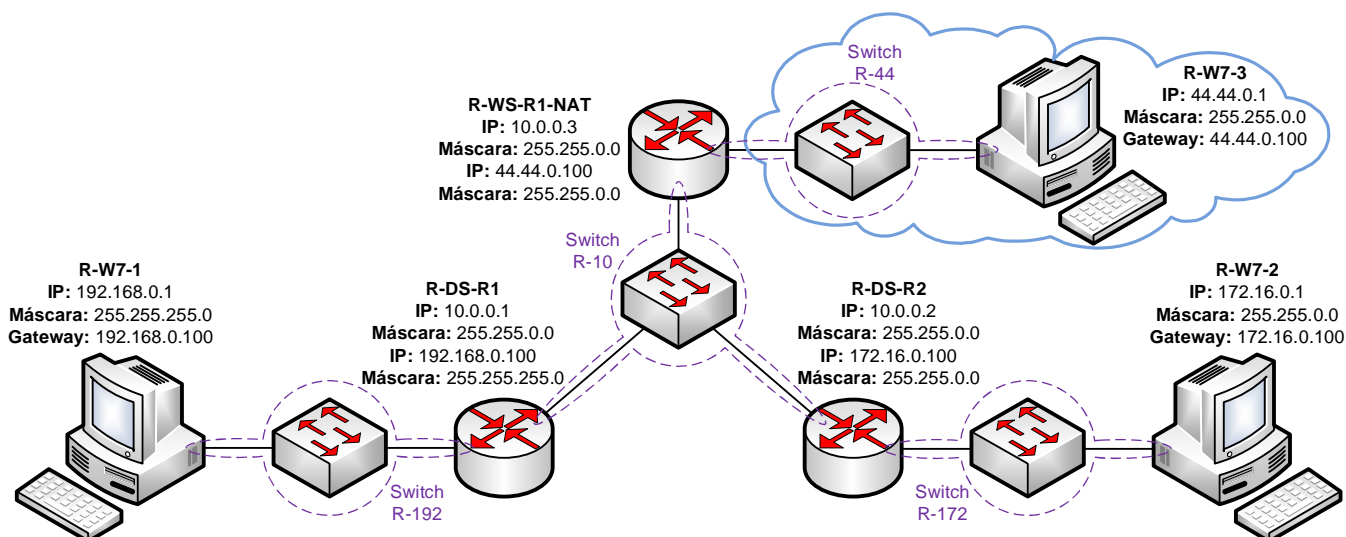 Switch
R-44
R-W7-3
IP: 44.44.0.1
Máscara: 255.255.0.0
Gateway: 44.44.0.100
R-WS-R1-NAT
IP: 10.0.0.3
Máscara: 255.255.0.0
IP: 44.44.0.100
Máscara: 255.255.0.0
Switch
R-10
R-W7-1
IP: 192.168.0.1
Máscara: 255.255.255.0
Gateway: 192.168.0.100
R-DS-R1
IP: 10.0.0.1
Máscara: 255.255.0.0
IP: 192.168.0.100
Máscara: 255.255.255.0
R-DS-R2
IP: 10.0.0.2
Máscara: 255.255.0.0
IP: 172.16.0.100
Máscara: 255.255.0.0
R-W7-2
IP: 172.16.0.1
Máscara: 255.255.0.0
Gateway: 172.16.0.100
Switch
R-192
Switch
R-172